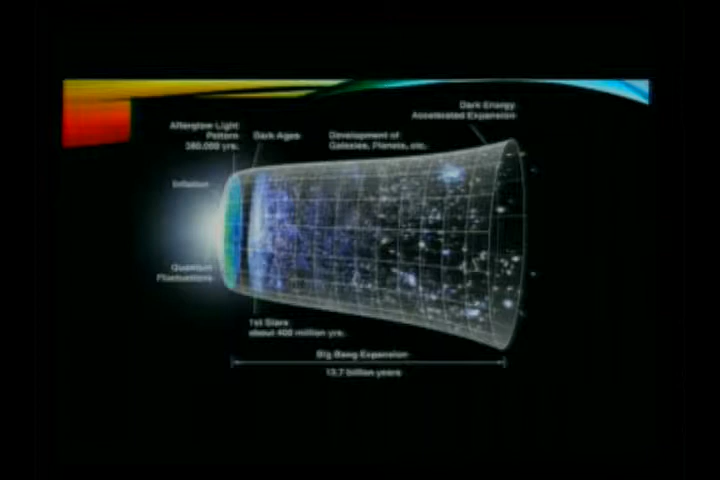 Dark Energy
Accelerated Expansion
Afterglow Light
Pattern
380,000 yrs.
Dark Ages
Development of
Galaxies, Planets, etc.
Inflation
Quantum
Fluctuations
1st Stars
about 400 million yrs.
Big Bang Expansion
13.7 billion years